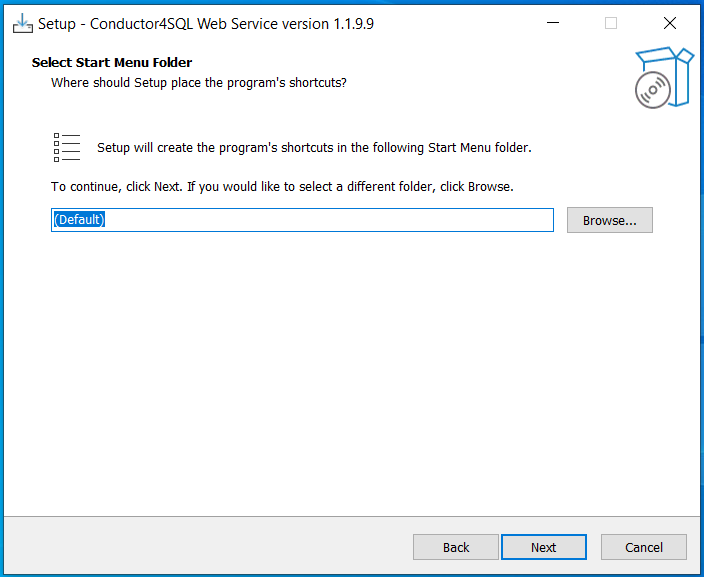 Setup - Conductor4SQL Web Service version 1.1.9.9
Select Start Menu Folder
Where should Setup place the program's shortcuts?
Setup will create the program's shortcuts in the following Start Menu folder.
To continue, click Next. If you would like to select a different folder, click Browse.
(Default)
Browse...
Back
Next
Cancel